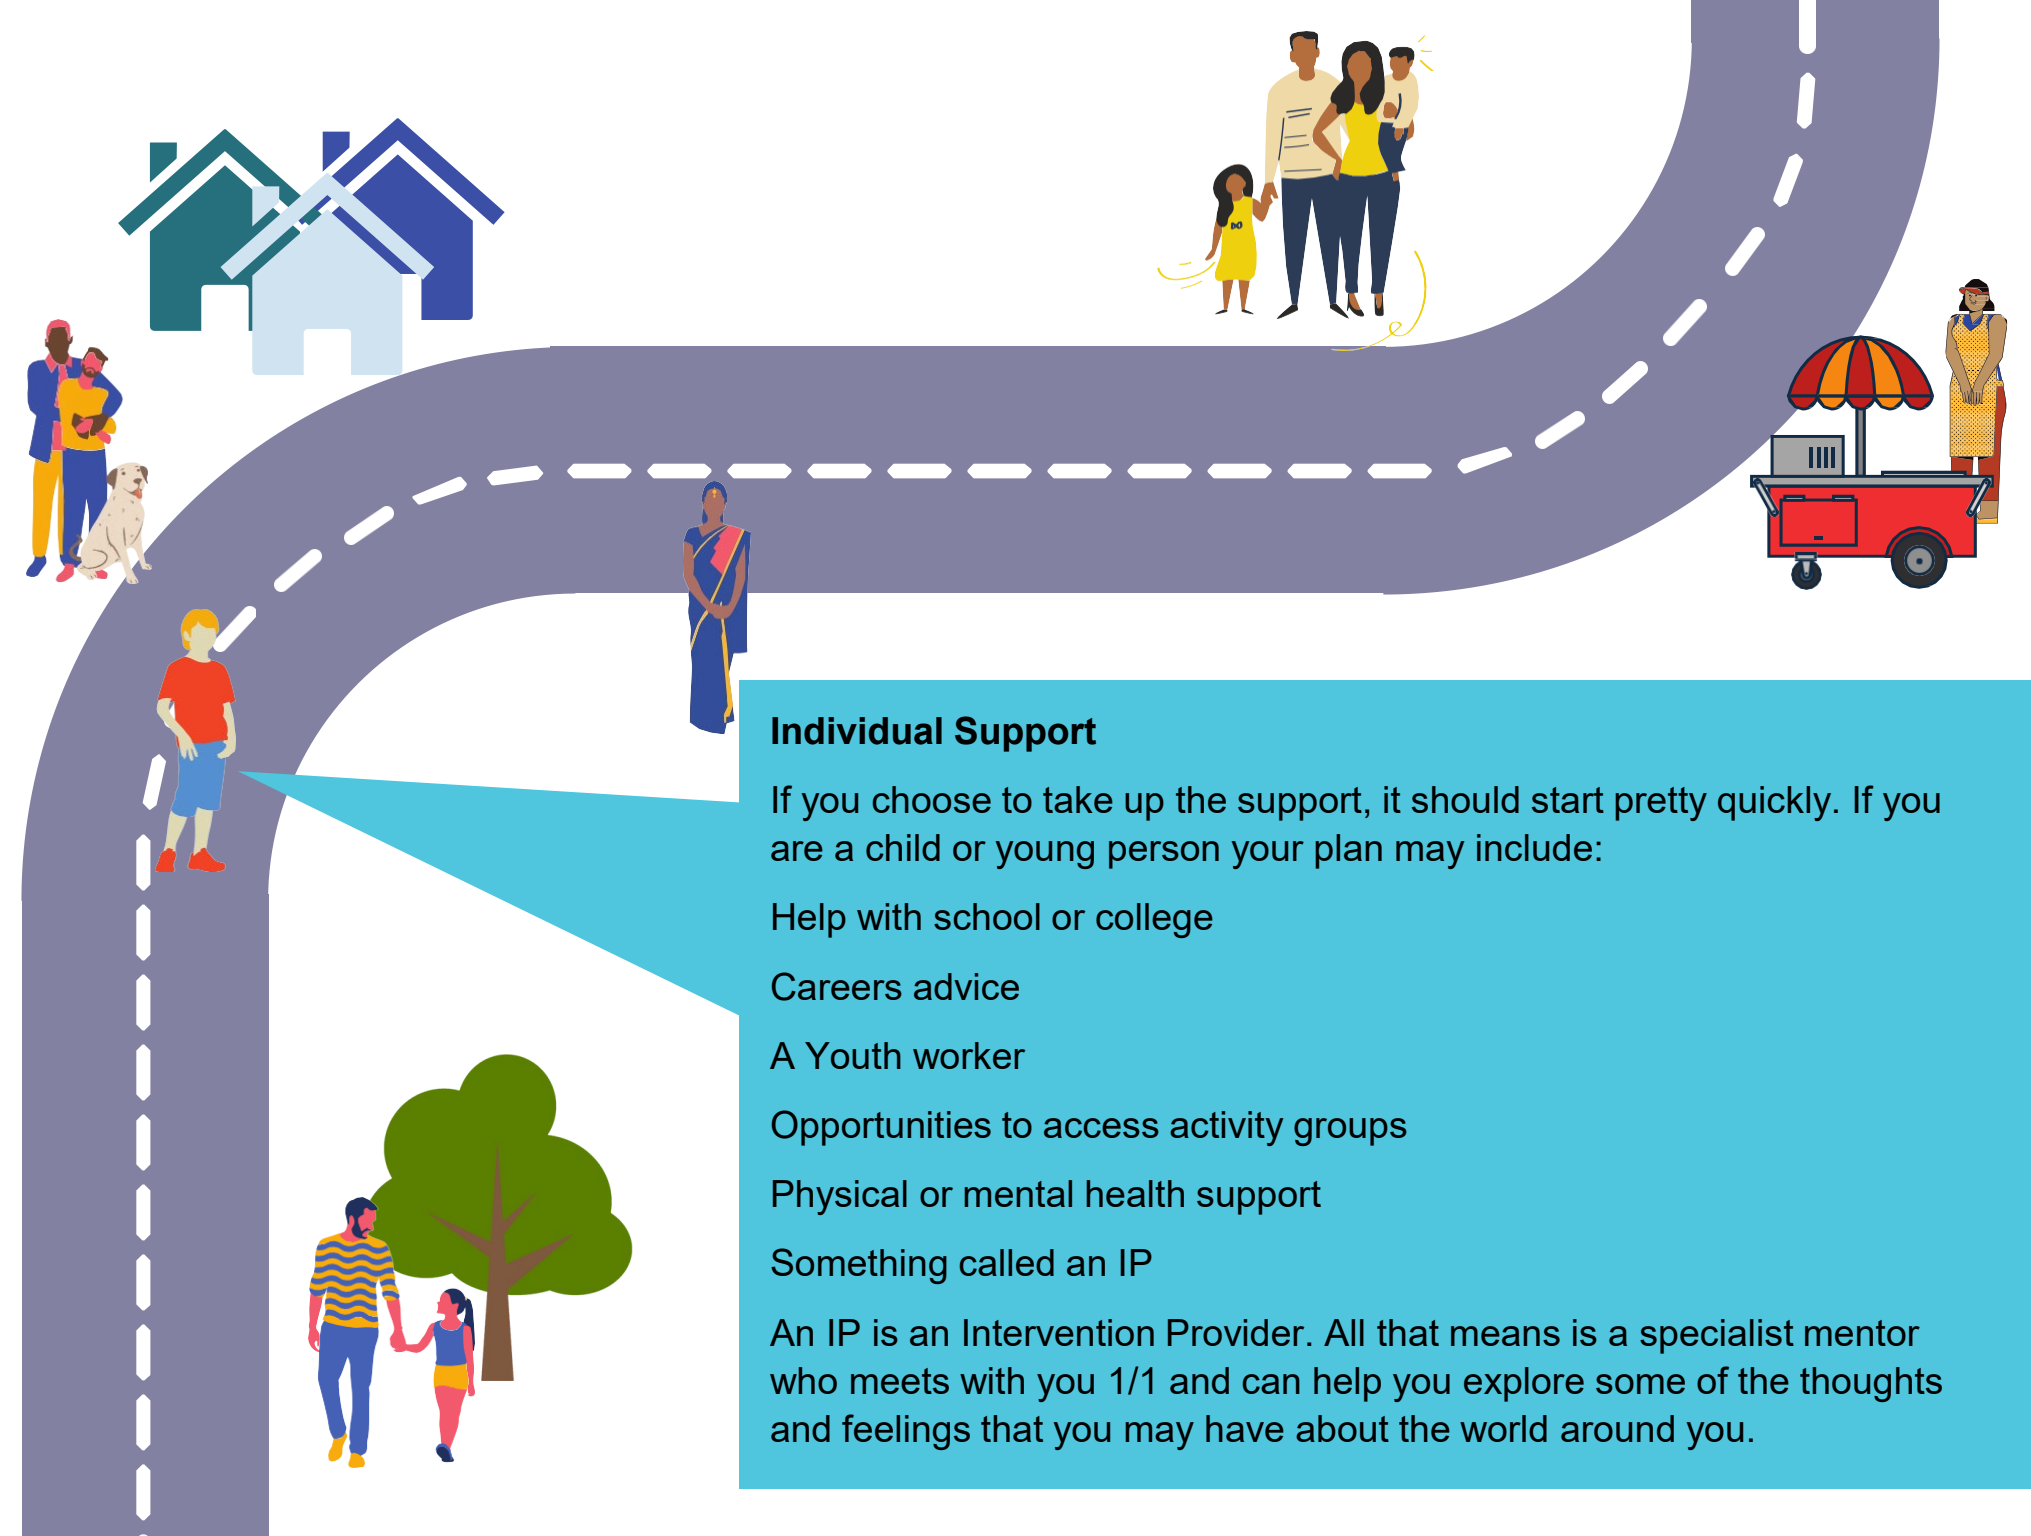 Individual Support
If you choose to take up the support, it should start pretty quickly. If you
are a child or young person your plan may include:
Help with school or college
Careers advice
A Youth worker
Opportunities to access activity groups
Physical or mental health support
Something called an IP
An IP is an Intervention Provider. All that means is a specialist mentor
who meets with you 1/1 and can help you explore some of the thoughts
and feelings that you may have about the world around you.